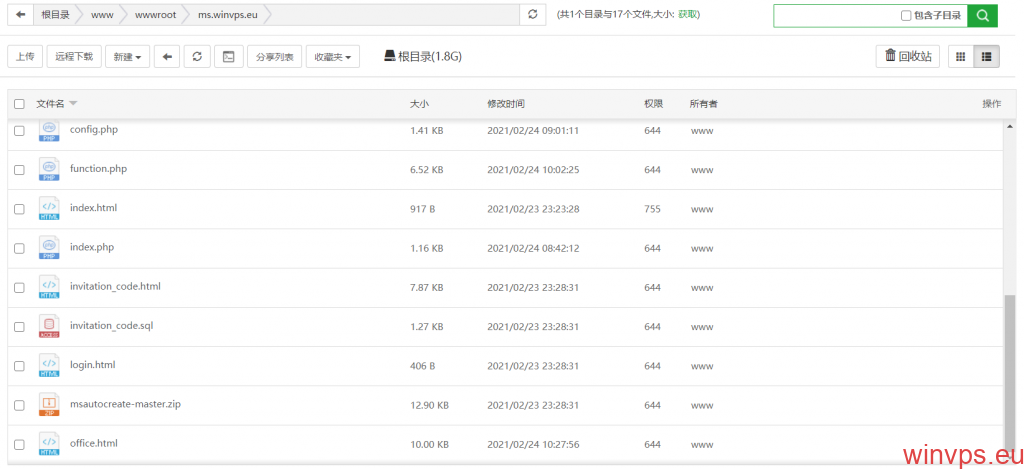 根目录 www wwwroot ms.winvps.eu (共1个目录与17个文件,大小: 获取) 包含子目录
上传 远程下载 新建 分享列表 收藏夹 根目录(1.8G) 回收站
文件名 大小 修改时间 权限 所有者 操作
PHP config.php 1.41 KB 2021/02/24 09:01:11 644 www
PHP function.php 6.52 KB 2021/02/24 10:02:25 644 www
HTML index.html 917 B 2021/02/23 23:23:28 755 www
PHP index.php 1.16 KB 2021/02/24 08:42:12 644 www
HTML invitation_code.html 7.87 KB 2021/02/23 23:28:31 644 www
ACCESS invitation_code.sql 1.27 KB 2021/02/23 23:28:31 644 www
HTML login.html 406 B 2021/02/23 23:28:31 644 www
ZIP msautocreate-master.zip 12.90 KB 2021/02/23 23:28:31 644 www
HTML office.html 10.00 KB 2021/02/24 10:27:56 644 www
winvps.eu